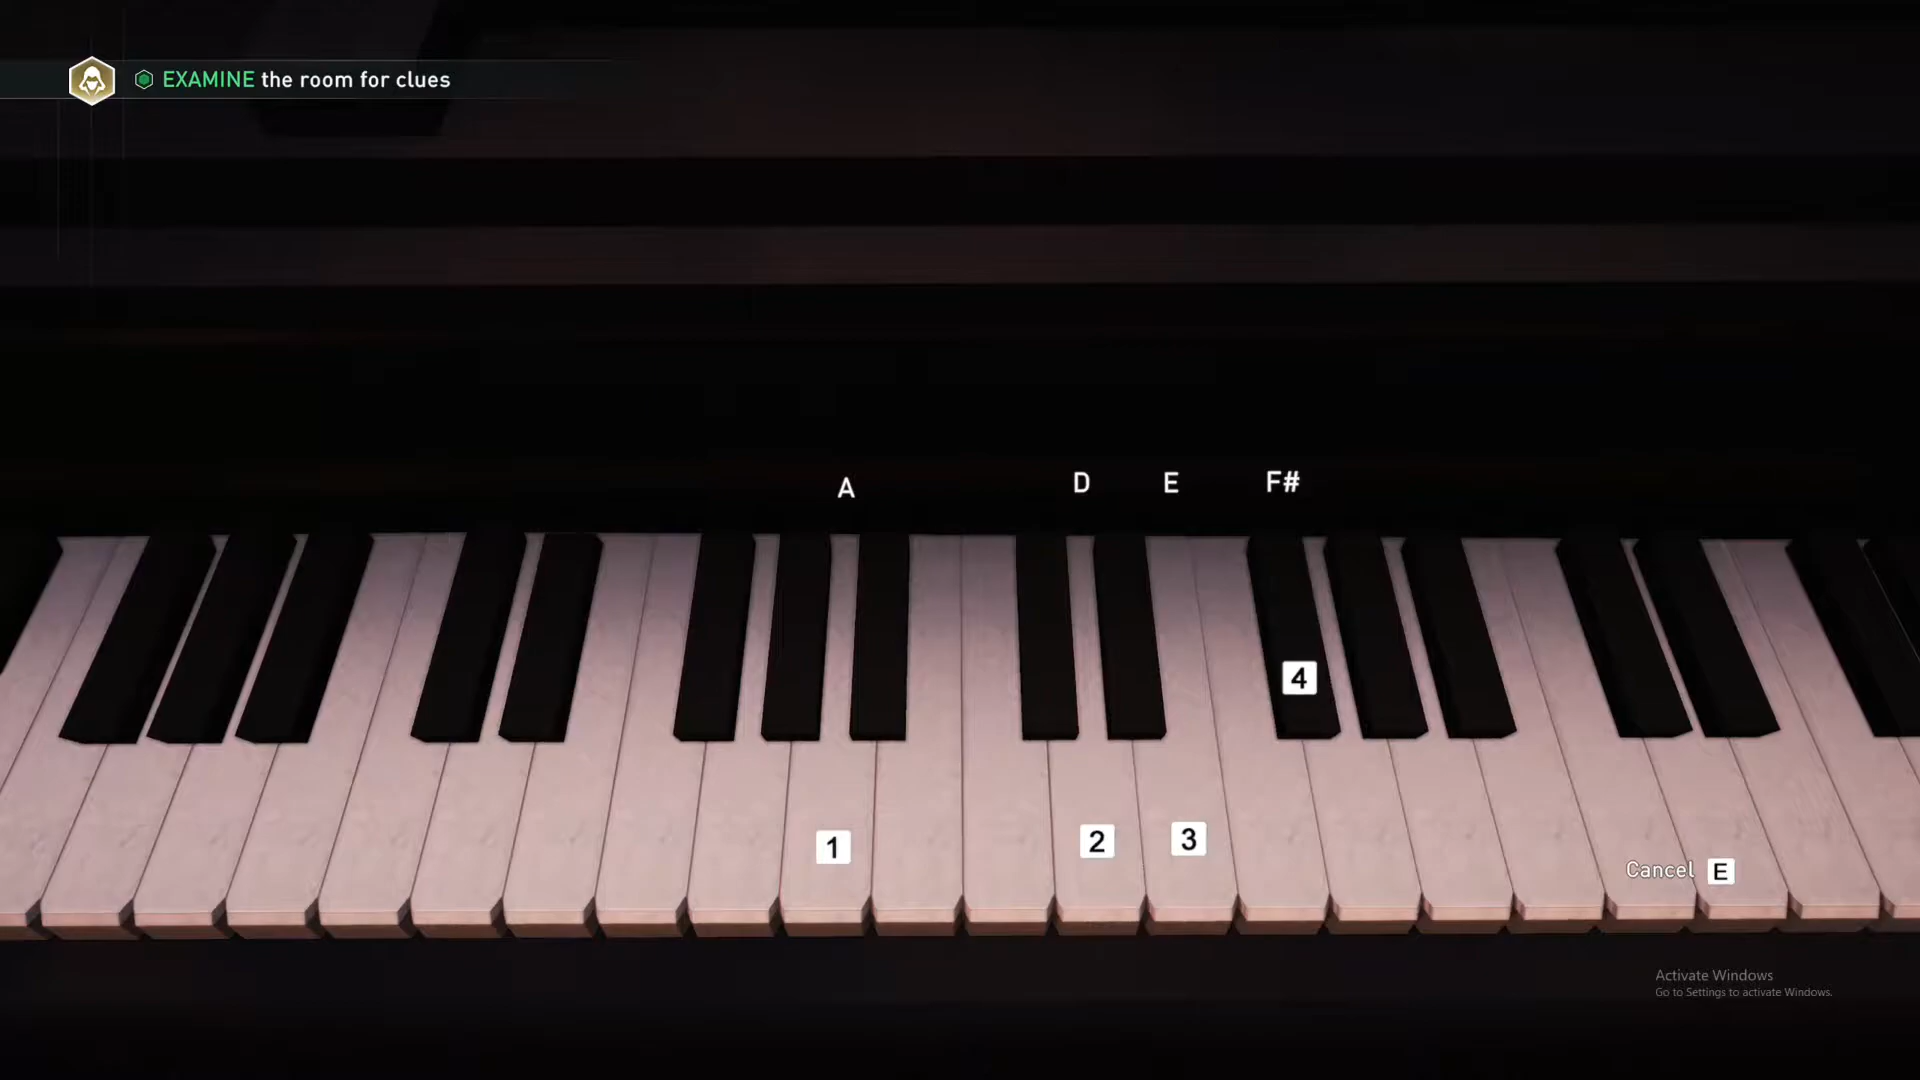 EXAMINE the room for clues
A D E F#
4
1 2 3
Cancel E
Activate Windows
Go to Settings to activate Windows.